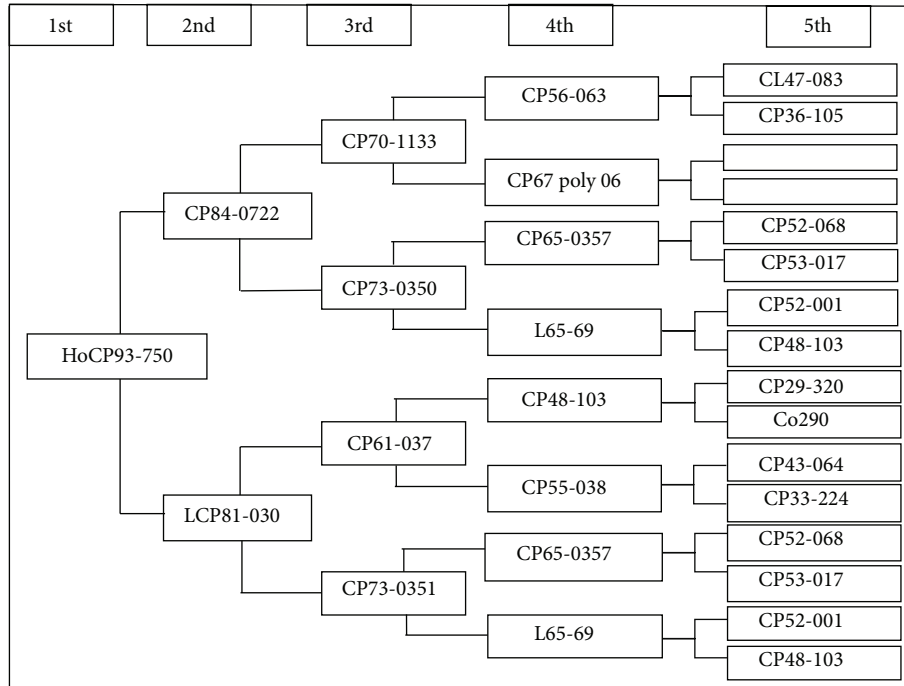 1st
2nd
3rd
4th
5th
CL47-083
CP56-063
CP36-105
CP70-1133
CP67 poly 06
CP84-0722
CP52-068
CP65-0357
CP53-017
CP73-0350
CP52-001
L65-69
CP48-103
HoCP93-750
CP29-320
CP48-103
Co290
CP61-037
CP43-064
CP55-038
CP33-224
LCP81-030
CP52-068
CP65-0357
CP53-017
CP73-0351
CP52-001
L65-69
CP48-103